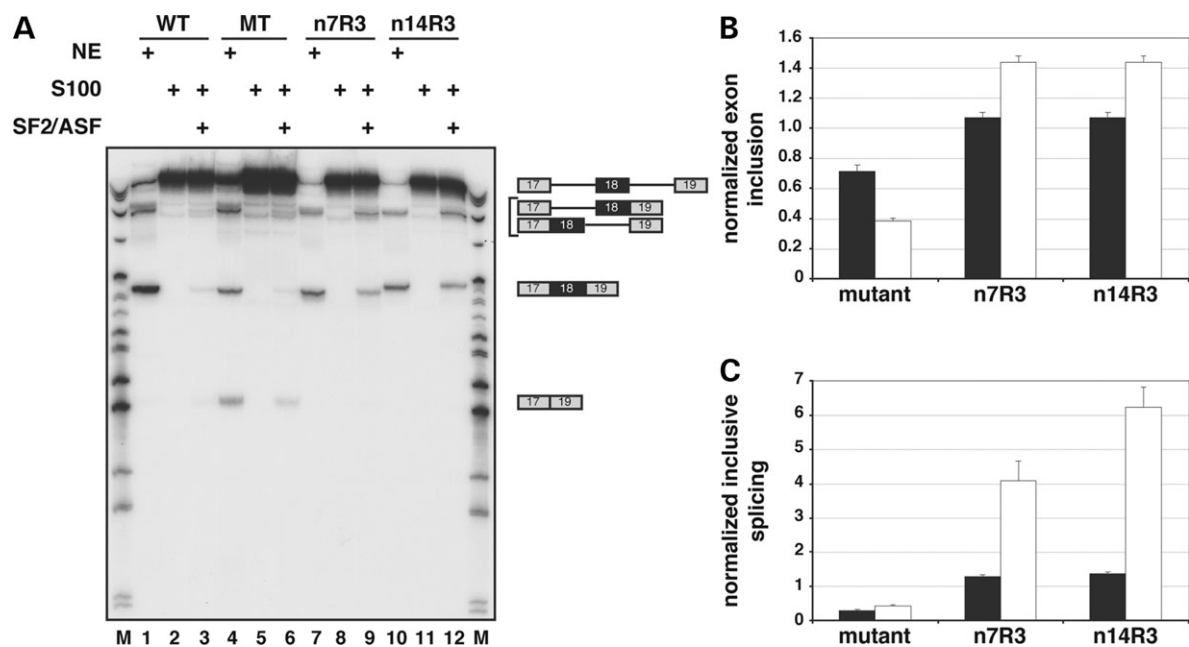 A
WT MT n7R3 n14R3
NE + + + +
S100 + + + + + + + +
SF2/ASF + + + +
17 18 19
17 18 19
17 18 19
17 18 19
17 19
M 1 2 3 4 5 6 7 8 9 10 11 12 M
B
normalized exon
inclusion
1.6
1.4
1.2
1.0
0.8
0.6
0.4
0.2
0
mutant n7R3 n14R3
C
normalized inclusive
splicing
7
6
5
4
3
2
1
0
mutant n7R3 n14R3